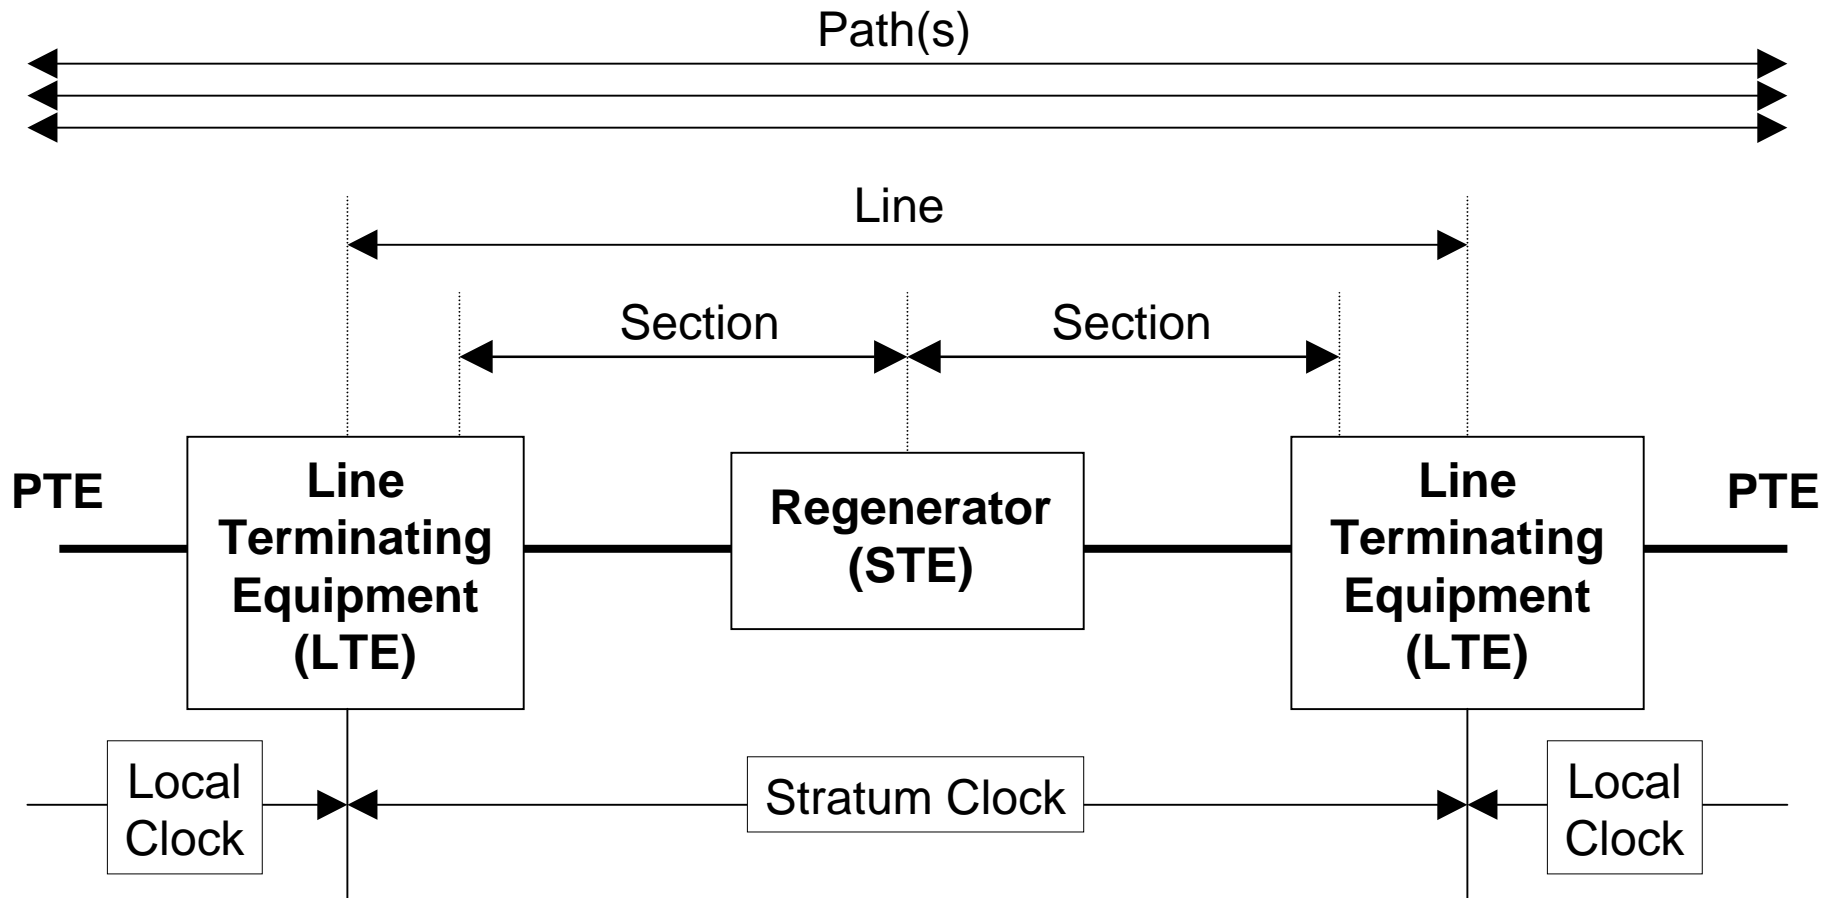 Path(s)
Line
Section
Section
PTE
Line
Terminating
Equipment
(LTE)
Regenerator
(STE)
Line
Terminating
Equipment
(LTE)
PTE
Local
Clock
Stratum Clock
Local
Clock